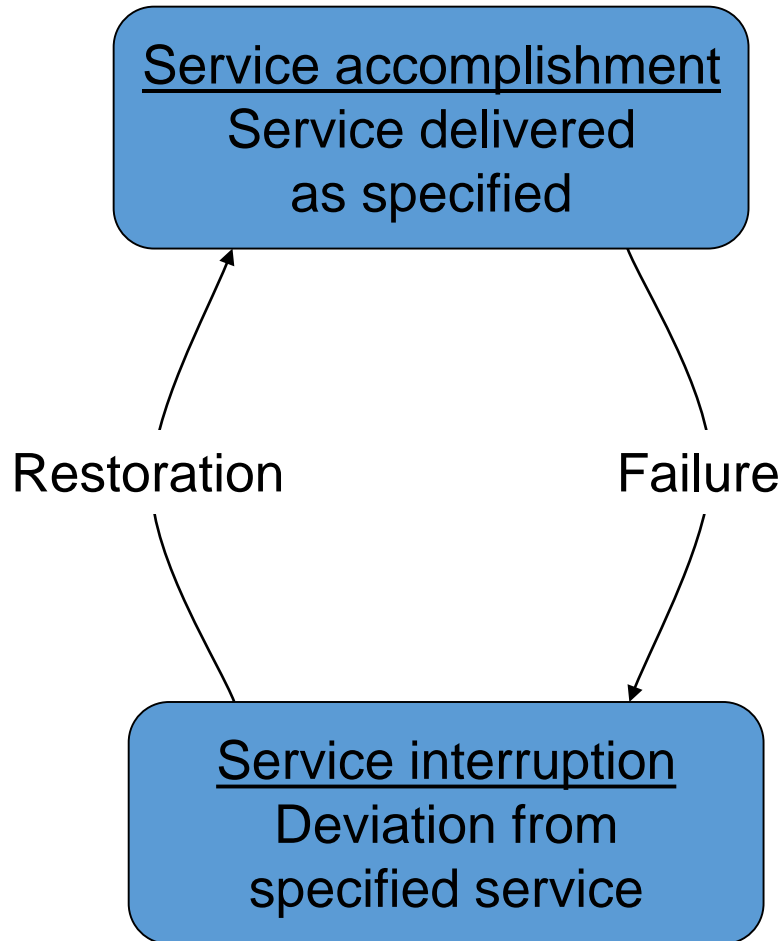 Service accomplishment
Service delivered
as specified
Restoration
Failure
Service interruption
Deviation from
specified service